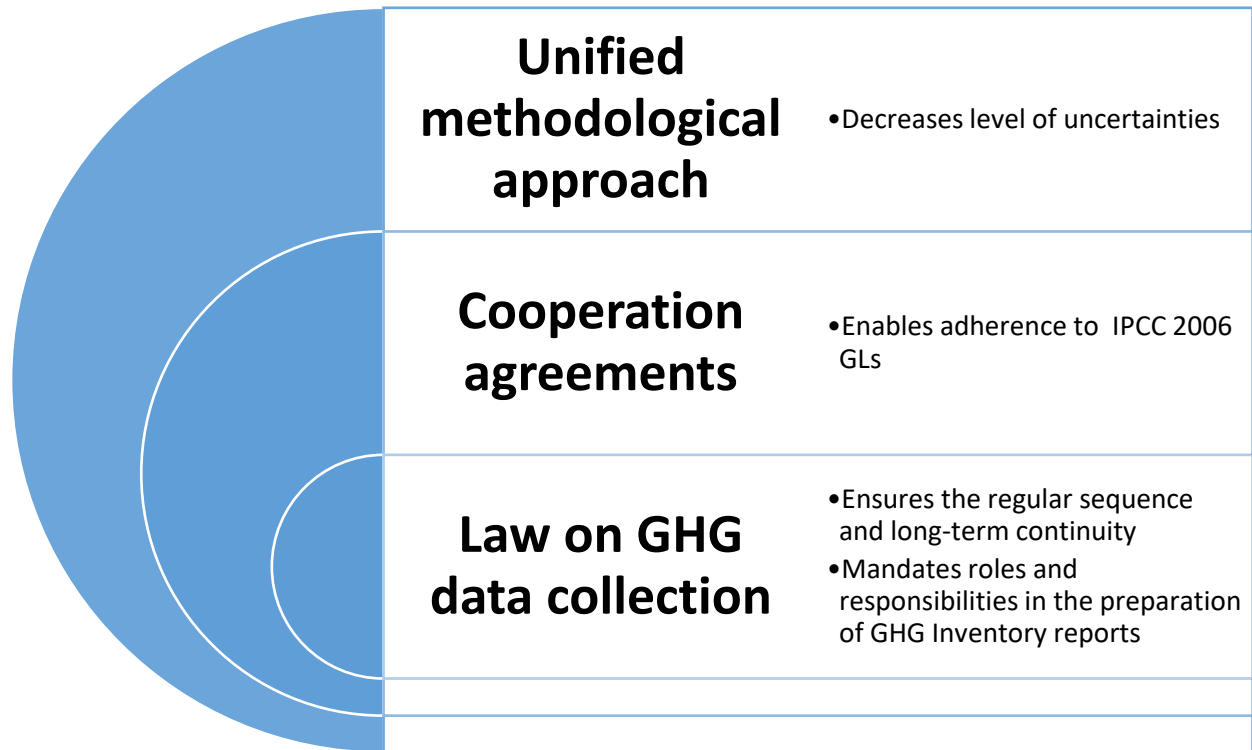 Unified
methodological
approach
•Decreases level of uncertainties
Cooperation
agreements
•Enables adherence to  IPCC 2006
GLs
Law on GHG
data collection
•Ensures the regular sequence
and long-term continuity
•Mandates roles and
responsibilities in the preparation
of GHG Inventory reports